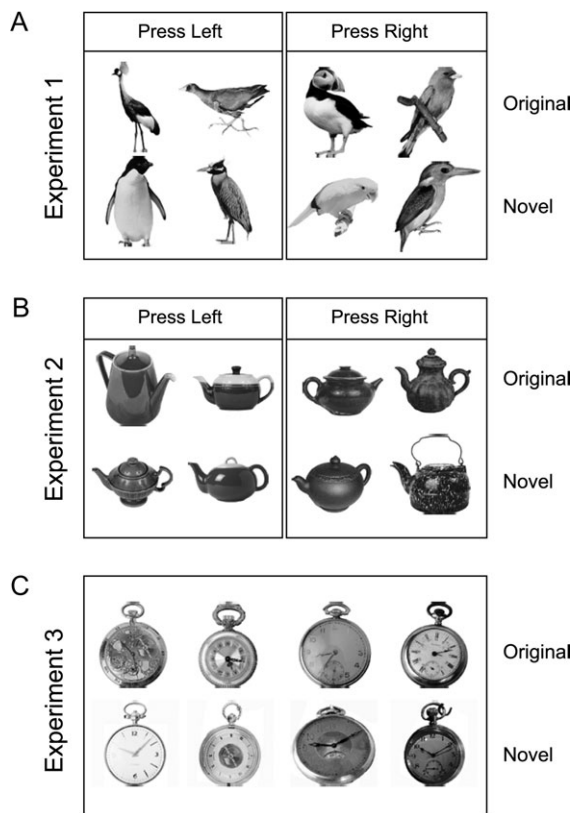 A
Experiment 1
Press Left
Press Right
Original
Novel
B
Experiment 2
Press Left
Press Right
Original
Novel
C
Experiment 3
Original
Novel